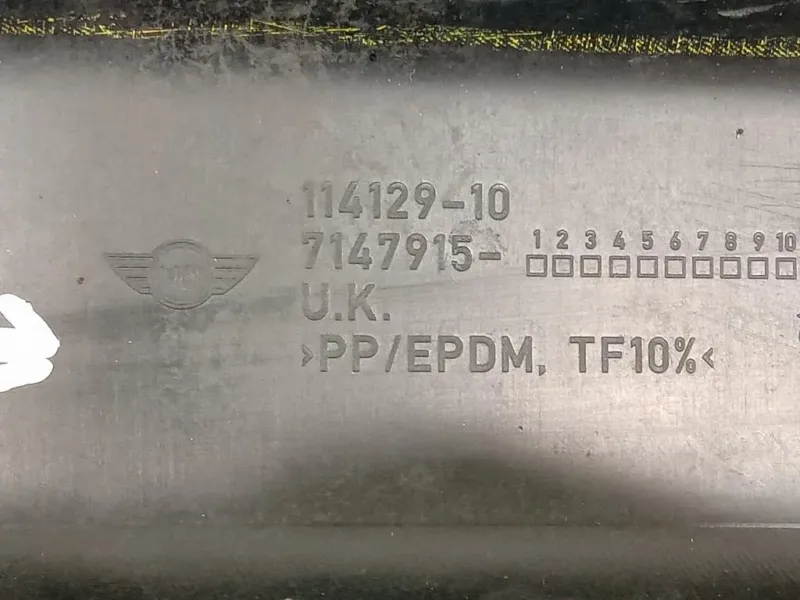 114129-10
7147915- 1 2 3 4 5 6 7 8 9 10
U.K.
>PP/EPDM, TF10%<